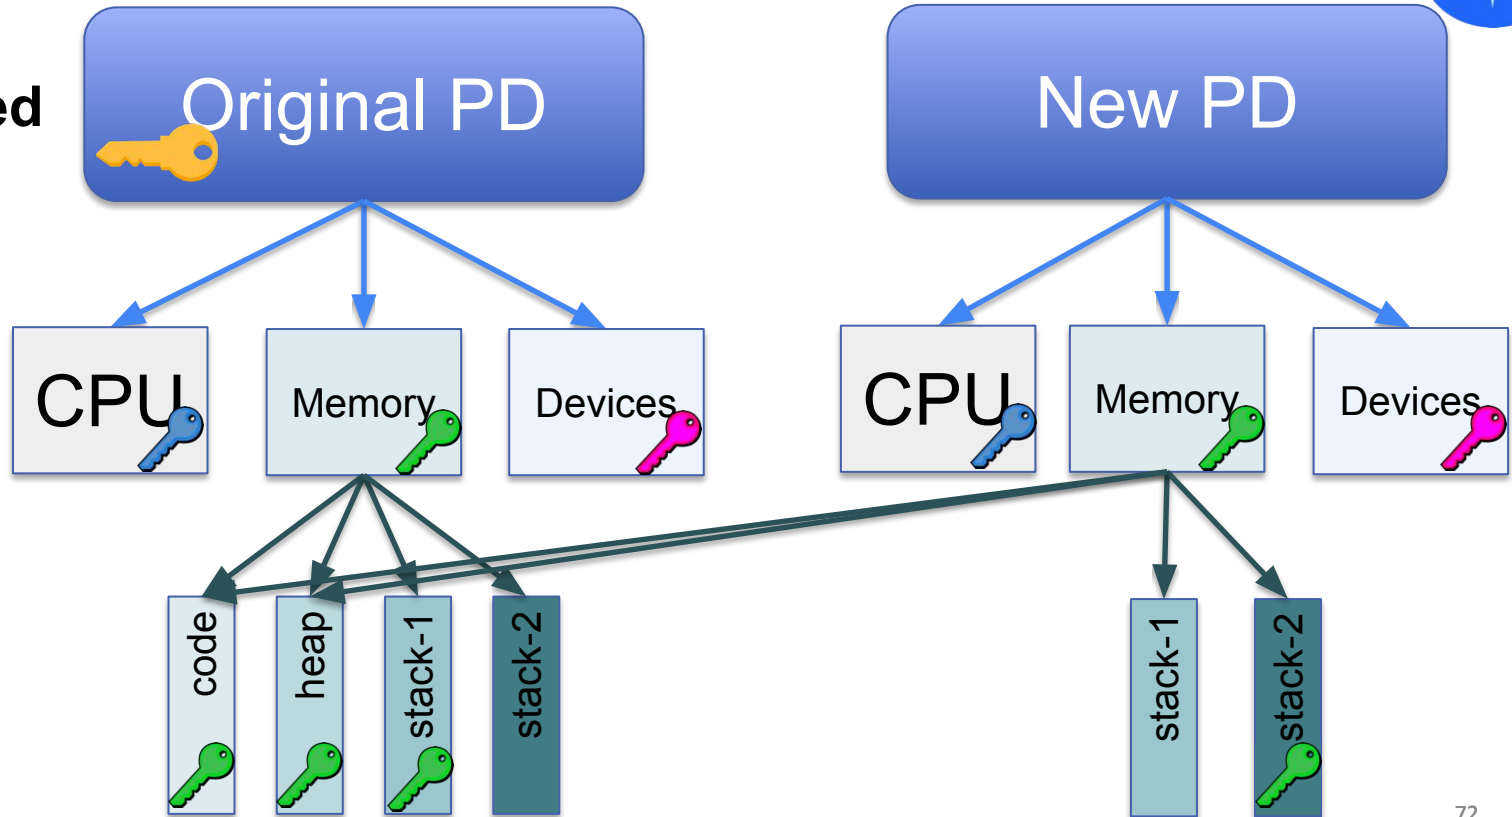 ed
Original PD
New PD
CPU
Memory
Devices
CPU
Memory
Devices
code
heap
stack-1
stack-2
stack-1
stack-2
72